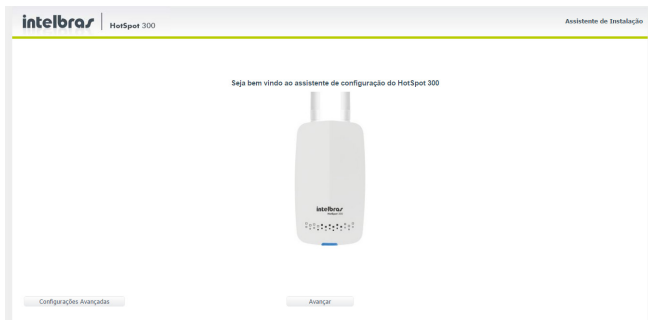 intelbras HotSpot 300
Assistente de Instalação
Seja bem vindo ao assistente de configuração do HotSpot 300
intelbras
Configurações Avançadas
Avançar